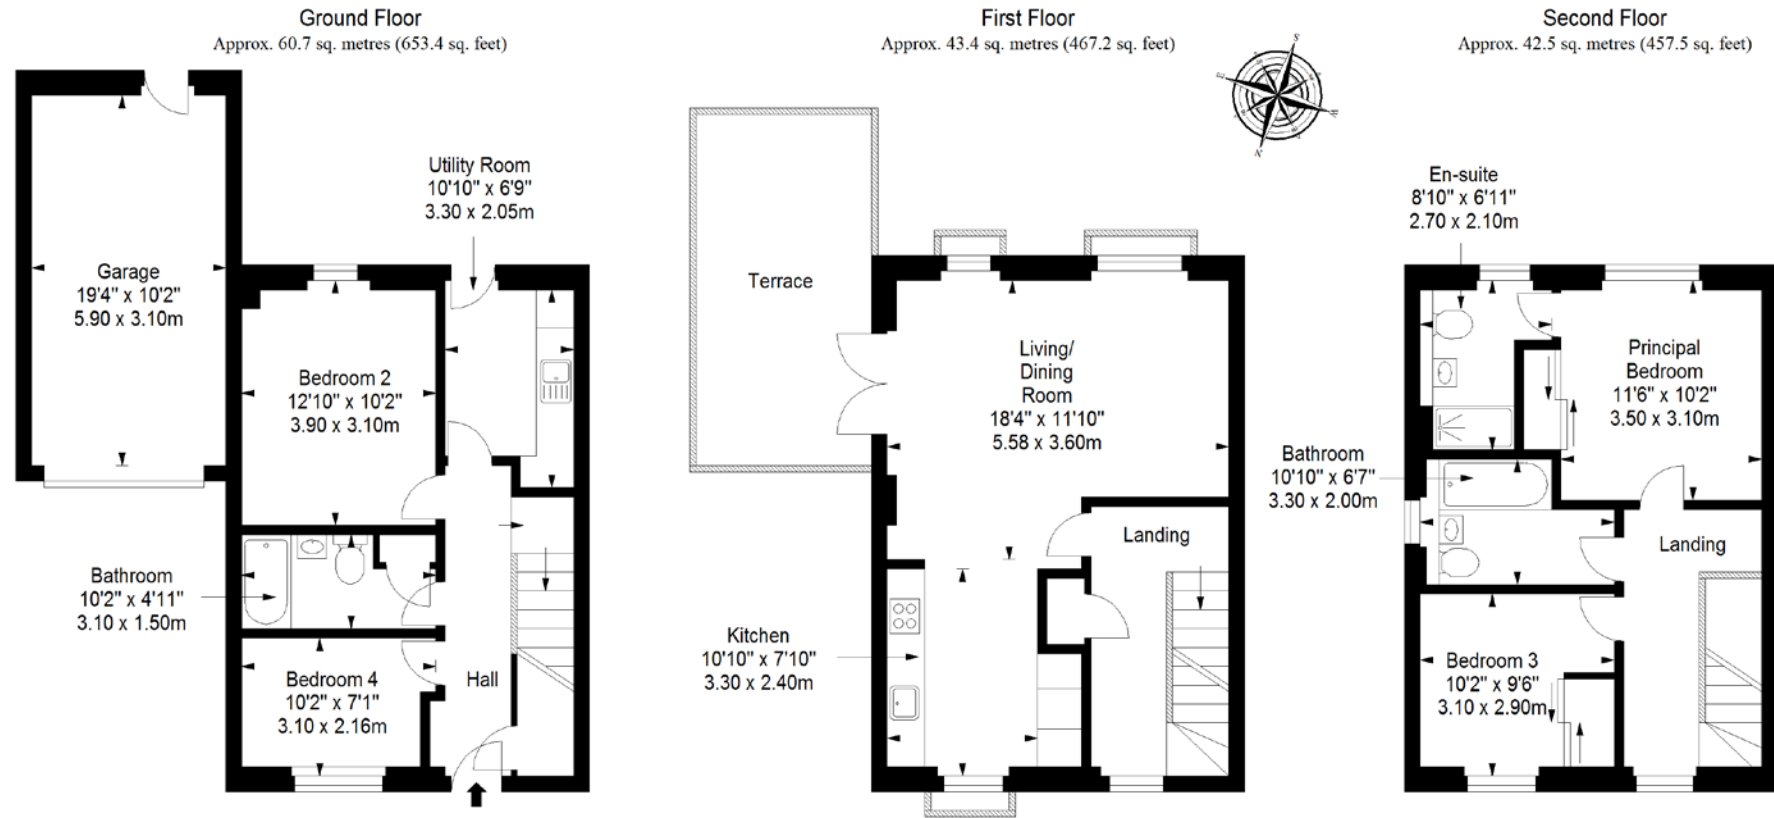 Ground Floor
Approx. 60.7 sq. metres (653.4 sq. feet)
Garage
19'4" x 10'2"
5.90 x 3.10m
Utility Room
10'10" x 6'9"
3.30 x 2.05m
Bedroom 2
12'10" x 10'2"
3.90 x 3.10m
Bathroom
10'2" x 4'11"
3.10 x 1.50m
Bedroom 4
10'2" x 7'1"
3.10 x 2.16m
Hall
First Floor
Approx. 43.4 sq. metres (467.2 sq. feet)
S
E
W
N
Terrace
Living/
Dining
Room
18'4" x 11'10"
5.58 x 3.60m
Landing
Kitchen
10'10" x 7'10"
3.30 x 2.40m
Second Floor
Approx. 42.5 sq. metres (457.5 sq. feet)
En-suite
8'10" x 6'11"
2.70 x 2.10m
Principal
Bedroom
11'6" x 10'2"
3.50 x 3.10m
Bathroom
10'10" x 6'7"
3.30 x 2.00m
Landing
Bedroom 3
10'2" x 9'6"
3.10 x 2.90m